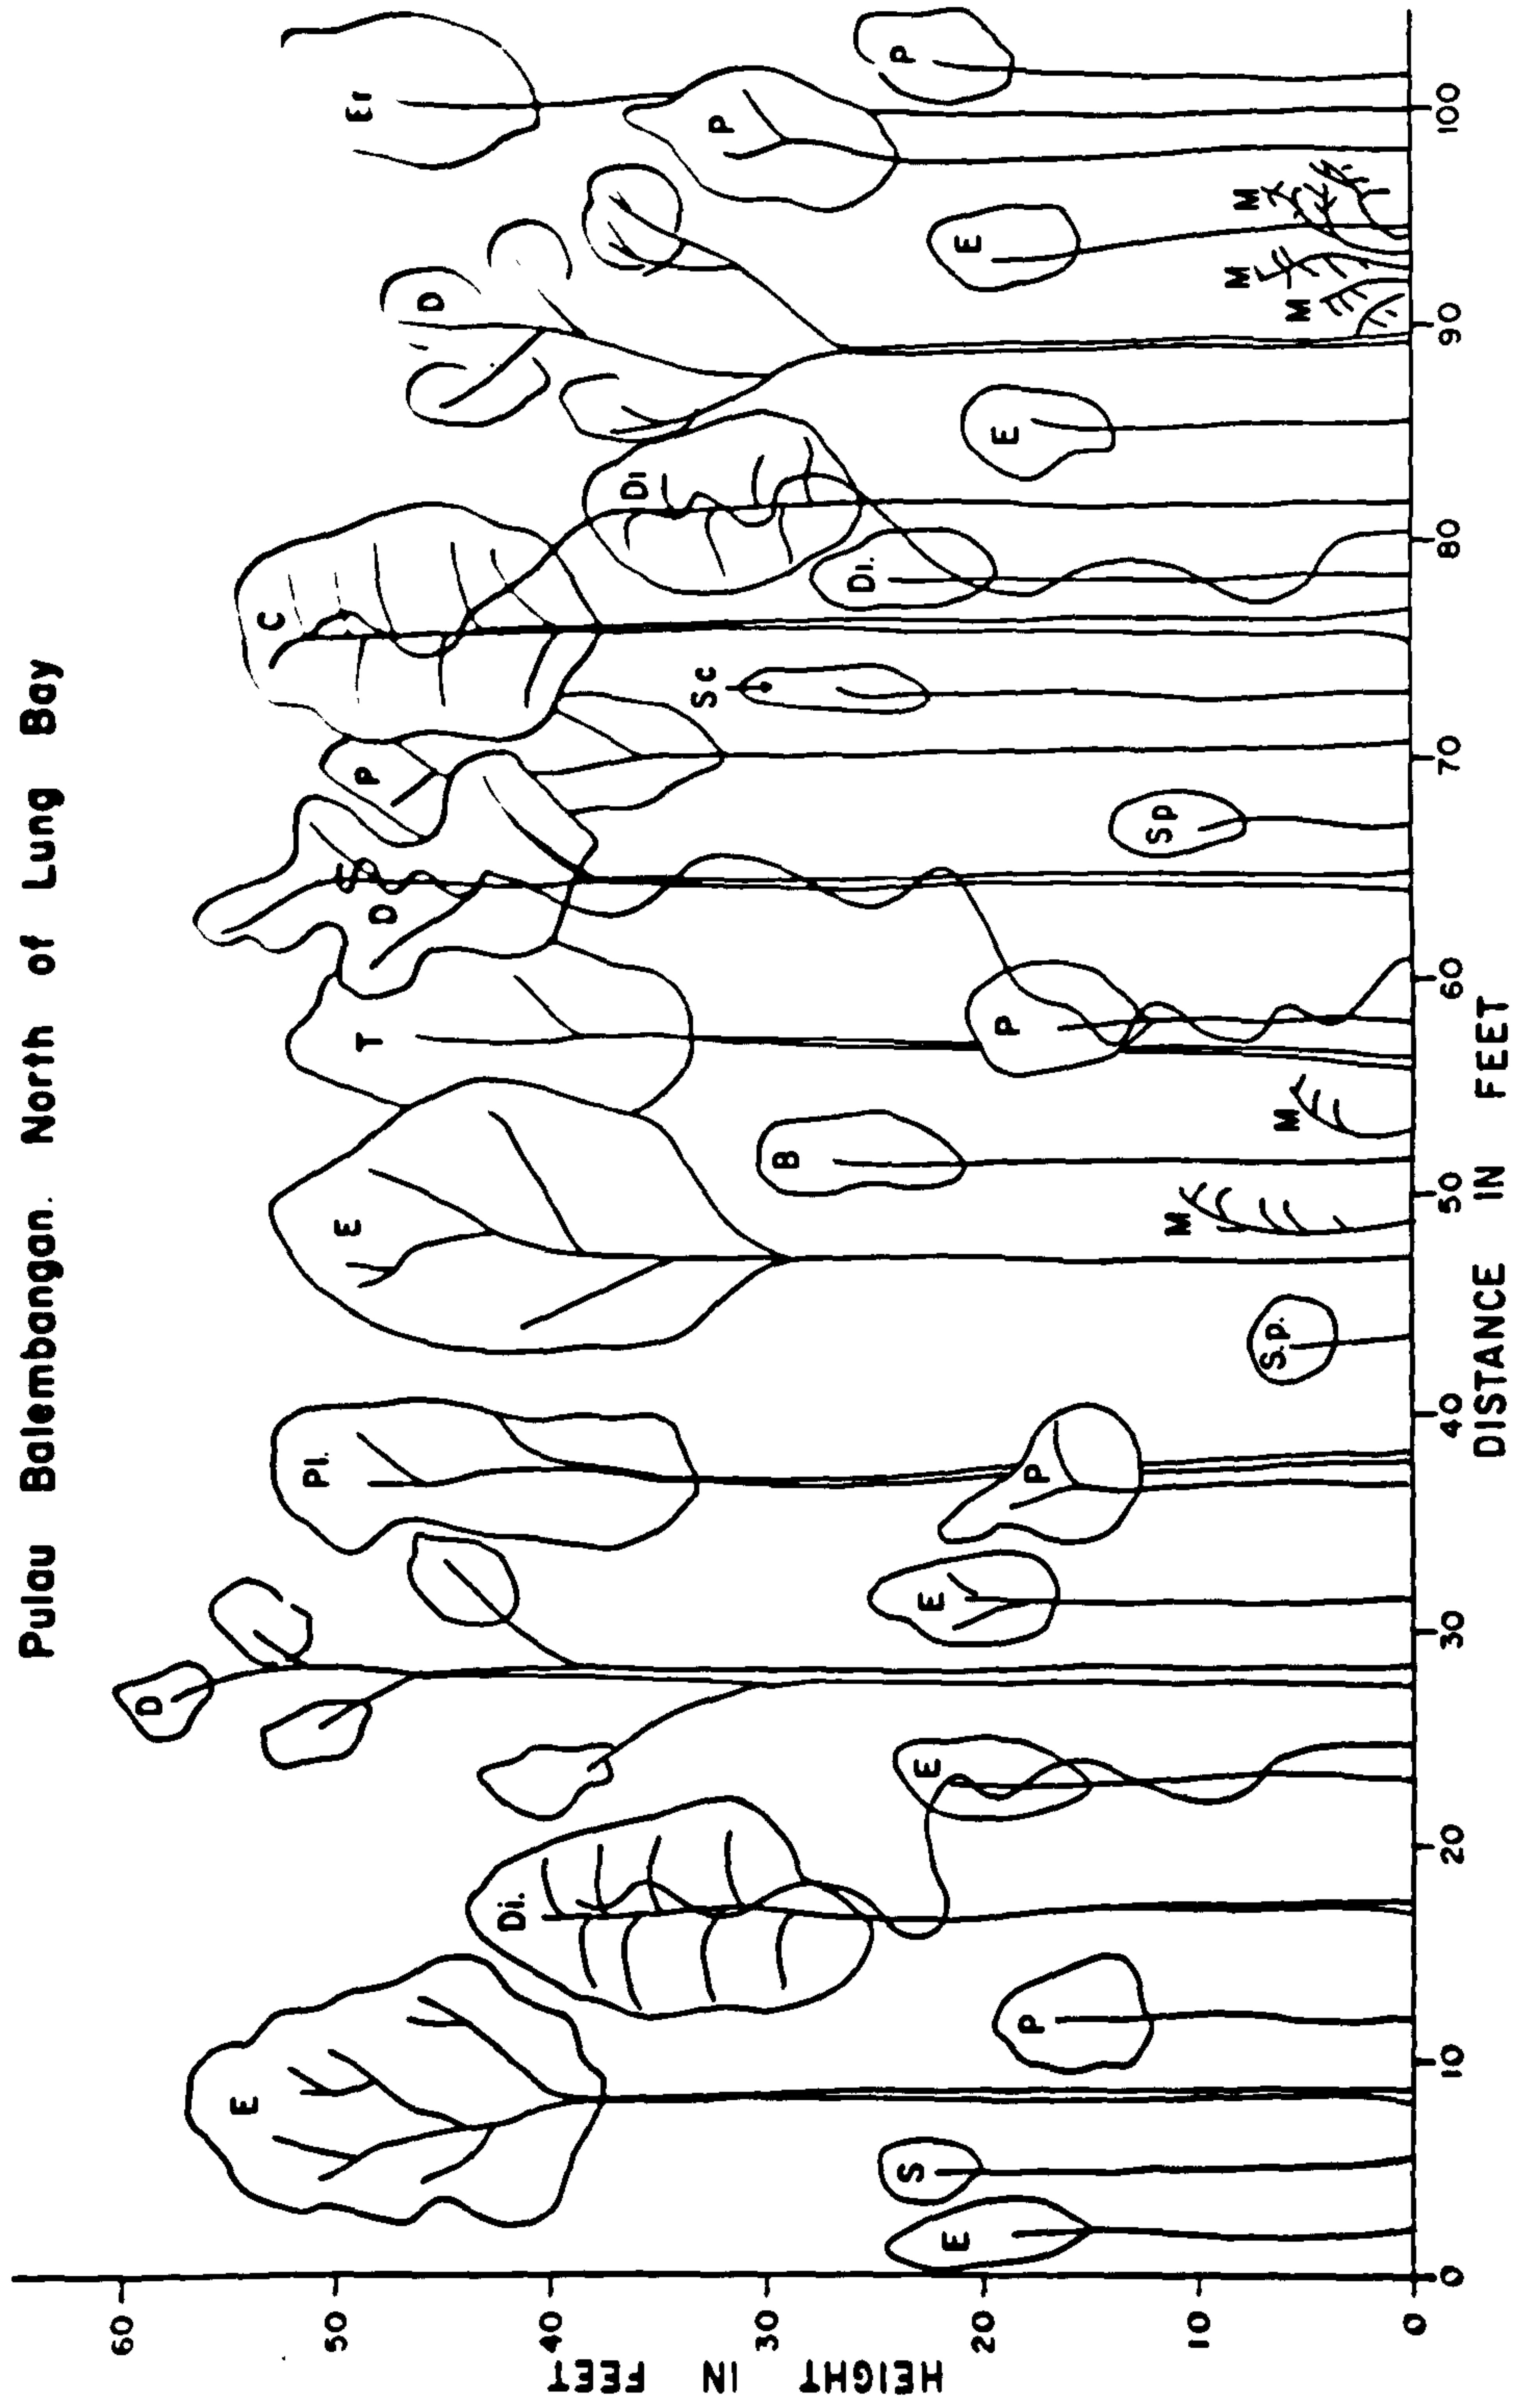 Pulau Balembangan. North of Lung Bay
HEIGHT IN FEET
60
50
40
30
20
10
0
E
S
E
P
Di.
E
D
E
Pl.
P
S.p.
E
M
B
M
T
P
D
Sp
P
Sc
C
Di.
Di
E
D
M
M
E
M
P
Er
P
0
10
20
30
40
50
60
70
80
90
100
DISTANCE IN FEET